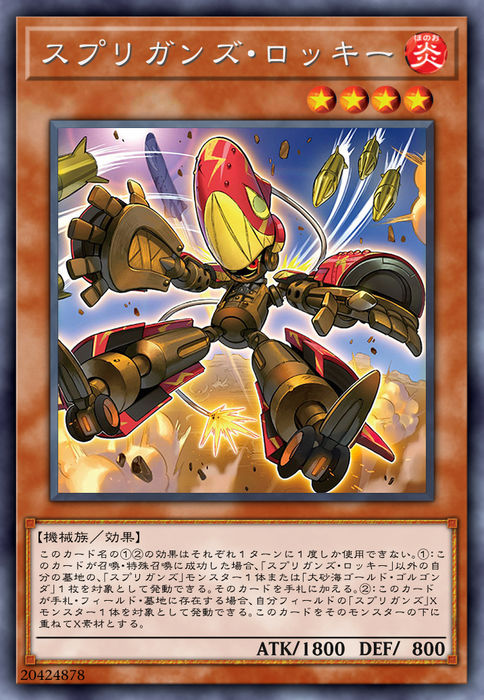 スプリガンズ・ロッキー
ほのお
炎
【機械族／効果】
このカード名の①②の効果はそれぞれ１ターンに１度しか使用できない。①：こ
のカードが召喚・特殊召喚に成功した場合、「スプリガンズ・ロッキー」以外の自
分の墓地の、「スプリガンズ」モンスター１体または「大砂海ゴールド・ゴルゴン
ダ」１枚を対象として発動できる。そのカードを手札に加える。②：このカード
が手札・フィールド・墓地に存在する場合、自分フィールドの「スプリガンズ」X
モンスター１体を対象として発動できる。このカードをそのモンスターの下に
重ねてX素材とする。
ATK/1800 DEF/ 800
20424878